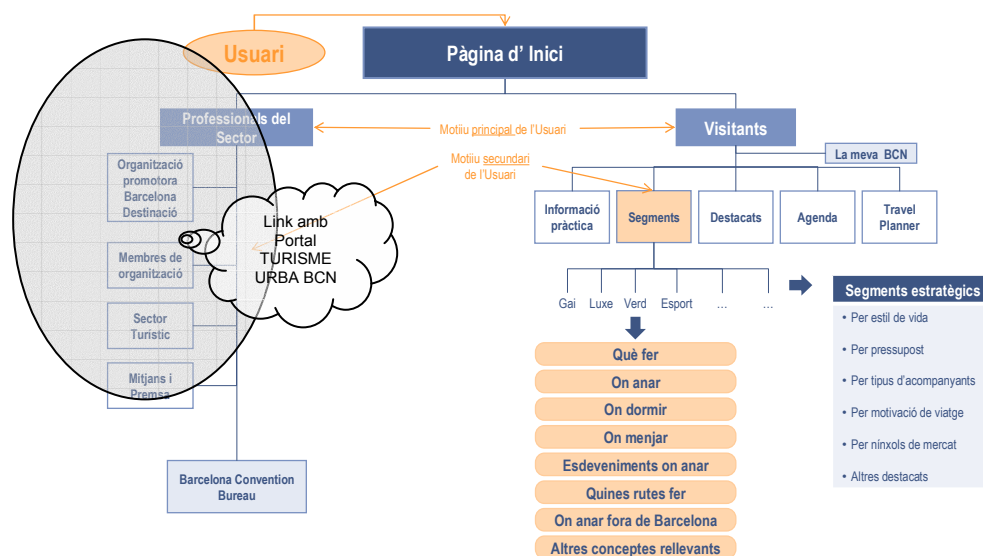 Usuari
Pàgina d' Inici
Professionals del
Sector
Motiiu principal de l'Usuari
Visitants
Motiiu secundari
de l'Usuari
La meva BCN
Organització
promotora
Barcelona
Destinació
Link amb
Portal
TURISME
URBA BCN
Informació
pràctica
Segments
Destacats
Agenda
Travel
Planner
Membres de
organització
Gai
Luxe
Verd
Esport
...
...
Segments estratègics
Sector
Turístic
• Per estil de vida
• Per pressupost
• Per tipus d'acompanyants
• Per motivació de viatge
• Per nínxols de mercat
• Altres destacats
Mitjans i
Premsa
Què fer
On anar
On dormir
On menjar
Esdeveniments on anar
Quines rutes fer
On anar fora de Barcelona
Altres conceptes rellevants
Barcelona Convention
Bureau